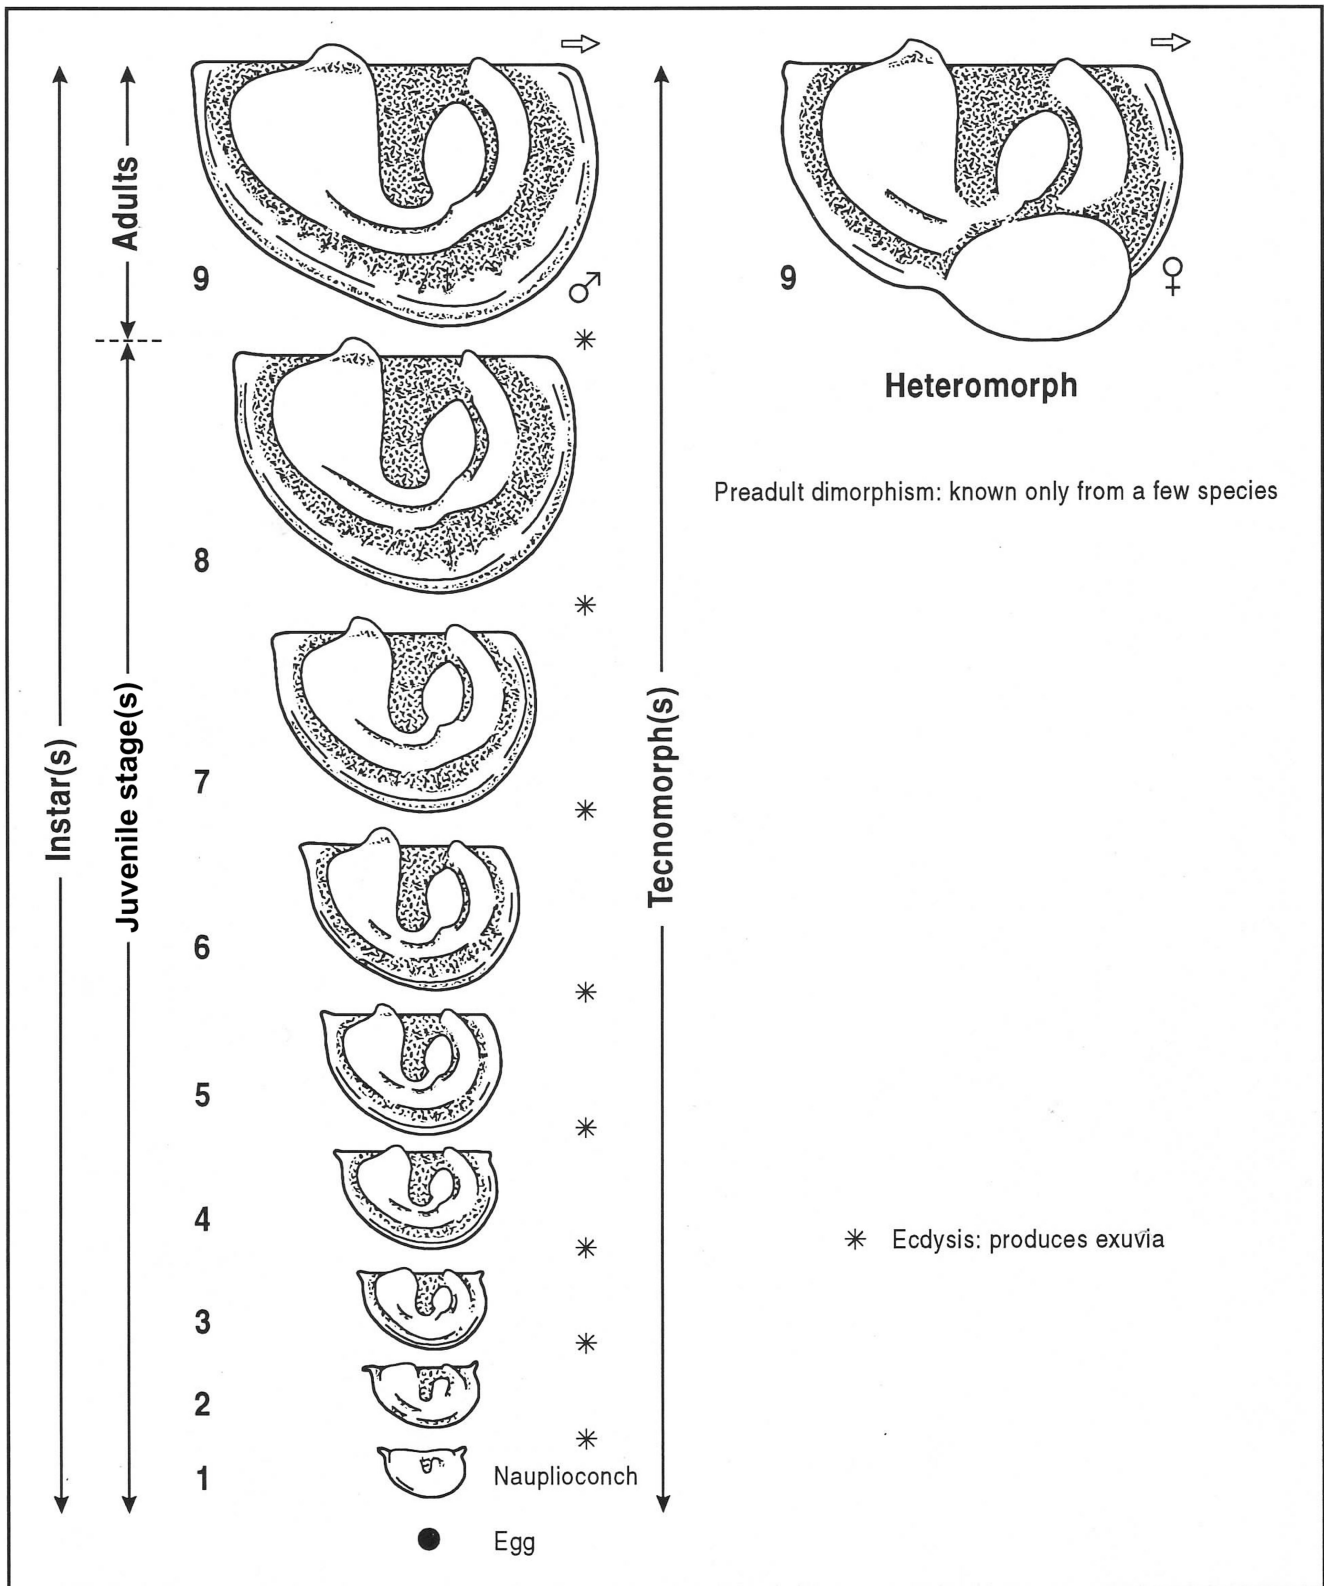 Adults
9
♂
9
♀
✳
Heteromorph
Preadult dimorphism: known only from a few species
8
✳
Instar(s)
Juvenile stage(s)
Tecnomorph(s)
7
✳
6
✳
5
✳
4
✳
✳ Ecdysis: produces exuvia
3
✳
2
✳
1
Nauplioconch
Egg